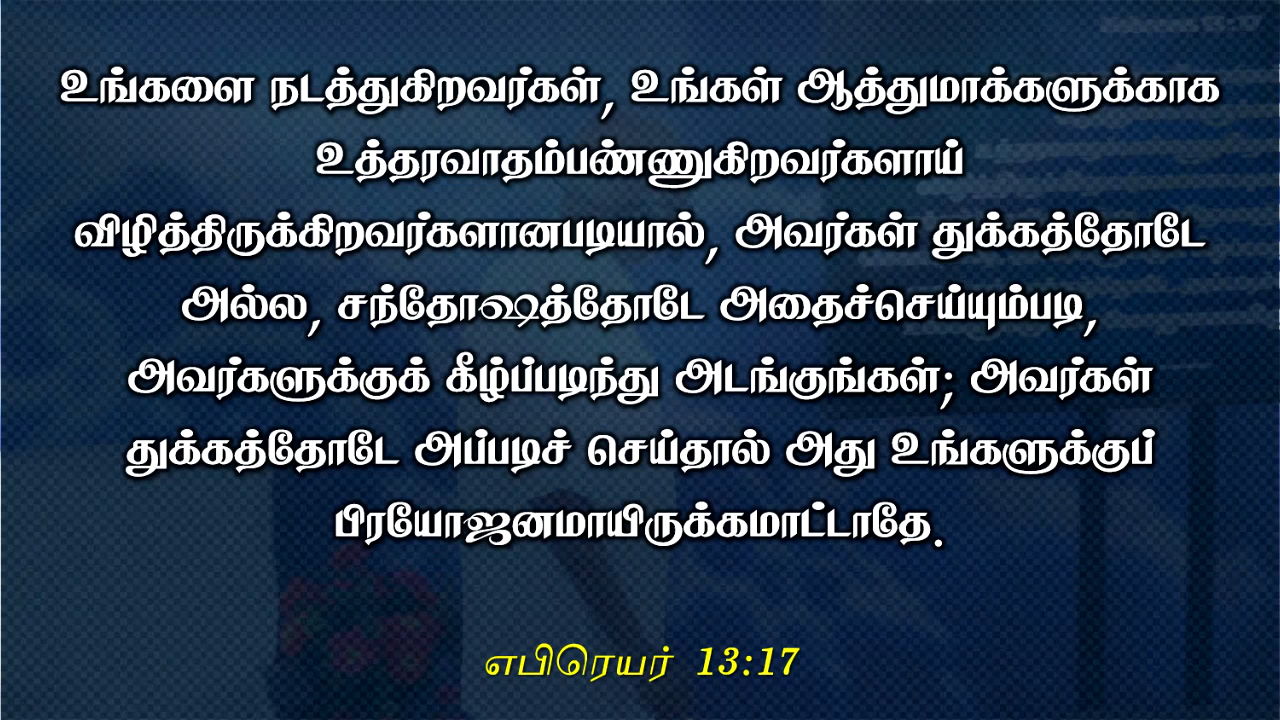 உங்களை நடத்துகிறவர்கள், உங்கள் ஆத்துமாக்களுக்காக
உத்தரவாதம்பண்ணுகிறவர்களாய்
விழித்திருக்கிறவர்களானபடியால், அவர்கள் துக்கத்தோடே
அல்ல, சந்தோஷத்தோடே அதைச்செய்யும்படி,
அவர்களுக்குக் கீழ்ப்படிந்து அடங்குங்கள்; அவர்கள்
துக்கத்தோடே அப்படிச் செய்தால் அது உங்களுக்குப்
பிரயோஜனமாயிருக்கமாட்டாதே.
எபிரெயர் 13:17